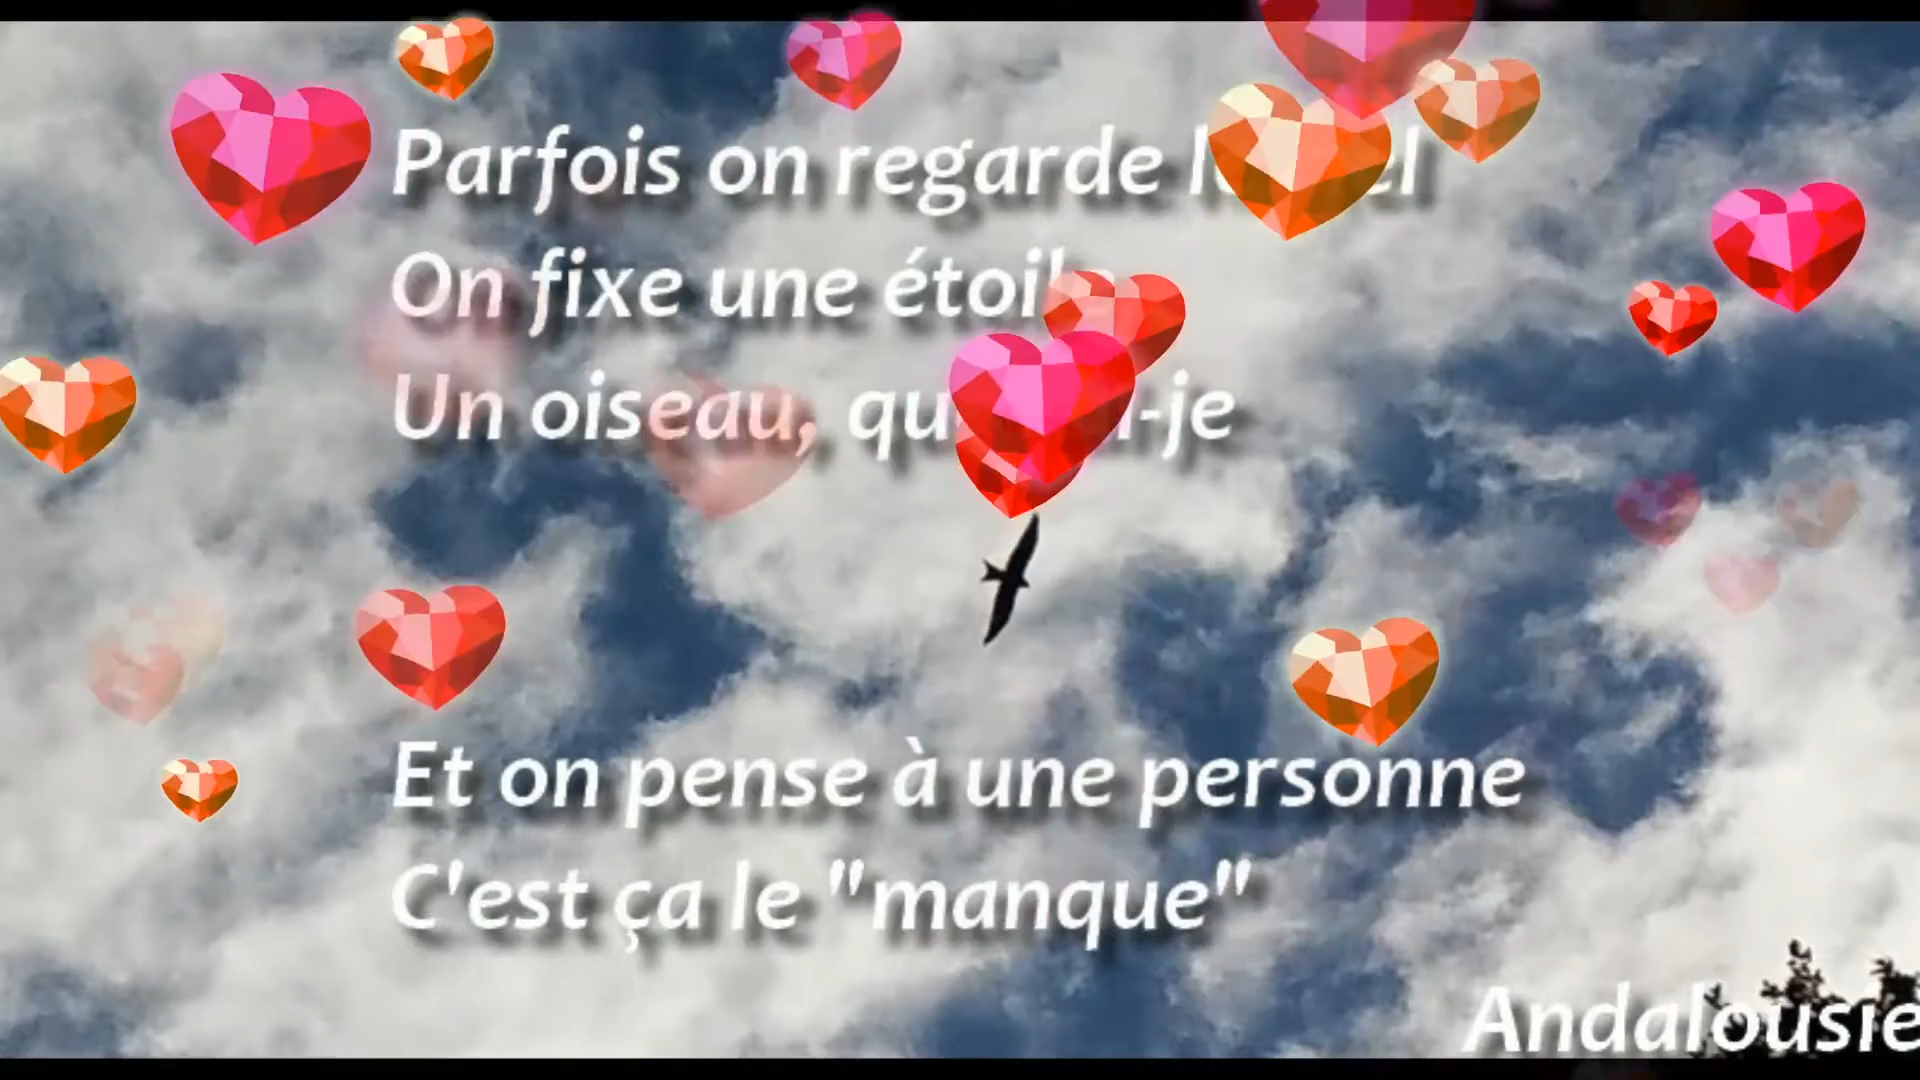 Parfois on regarde
On fixe une
Un oiseau,
Et on pense à une personne
C'est ça le "manque"
Andalousie